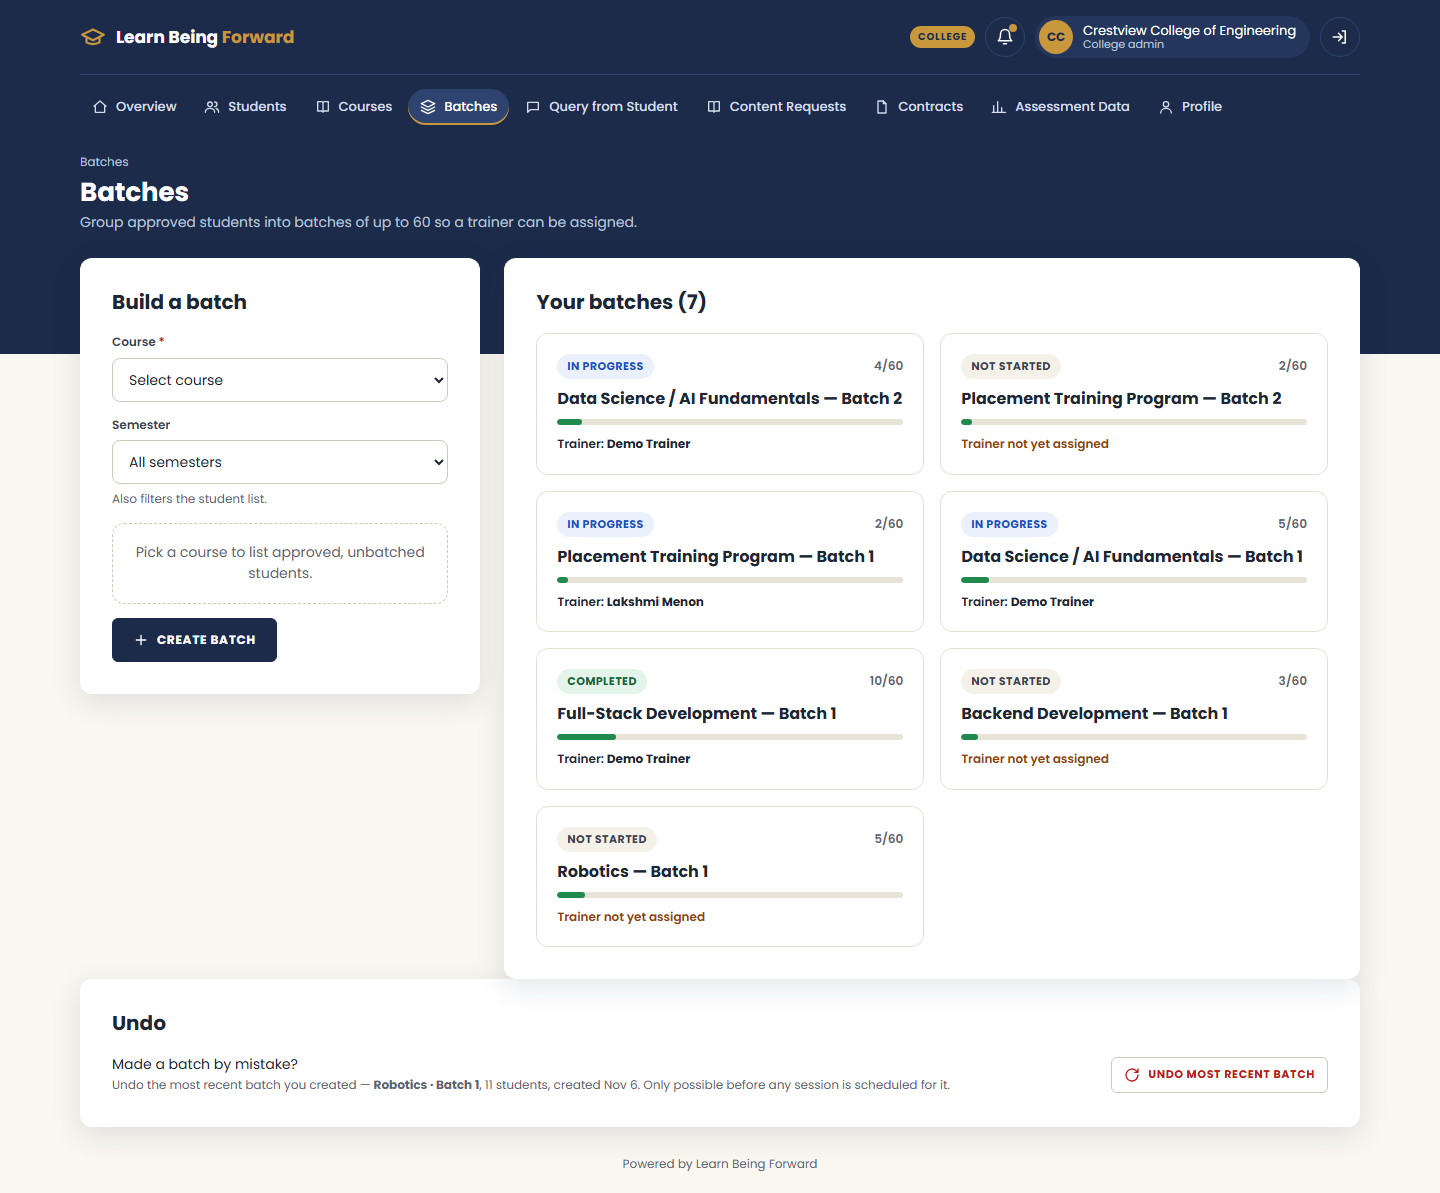 Learn Being Forward
COLLEGE
CC
Crestview College of Engineering
College admin
Overview
Students
Courses
Batches
Query from Student
Content Requests
Contracts
Assessment Data
Profile
Batches
Batches
Group approved students into batches of up to 60 so a trainer can be assigned.
Build a batch
Course *
Select course
Semester
All semesters
Also filters the student list.
Pick a course to list approved, unbatched
students.
CREATE BATCH
Your batches (7)
IN PROGRESS
4/60
Data Science / AI Fundamentals — Batch 2
Trainer: Demo Trainer
NOT STARTED
2/60
Placement Training Program — Batch 2
Trainer not yet assigned
IN PROGRESS
2/60
Placement Training Program — Batch 1
Trainer: Lakshmi Menon
IN PROGRESS
5/60
Data Science / AI Fundamentals — Batch 1
Trainer: Demo Trainer
COMPLETED
10/60
Full-Stack Development — Batch 1
Trainer: Demo Trainer
NOT STARTED
3/60
Backend Development — Batch 1
Trainer not yet assigned
NOT STARTED
5/60
Robotics — Batch 1
Trainer not yet assigned
Undo
Made a batch by mistake?
Undo the most recent batch you created — Robotics · Batch 1, 11 students, created Nov 6. Only possible before any session is scheduled for it.
UNDO MOST RECENT BATCH
Powered by Learn Being Forward